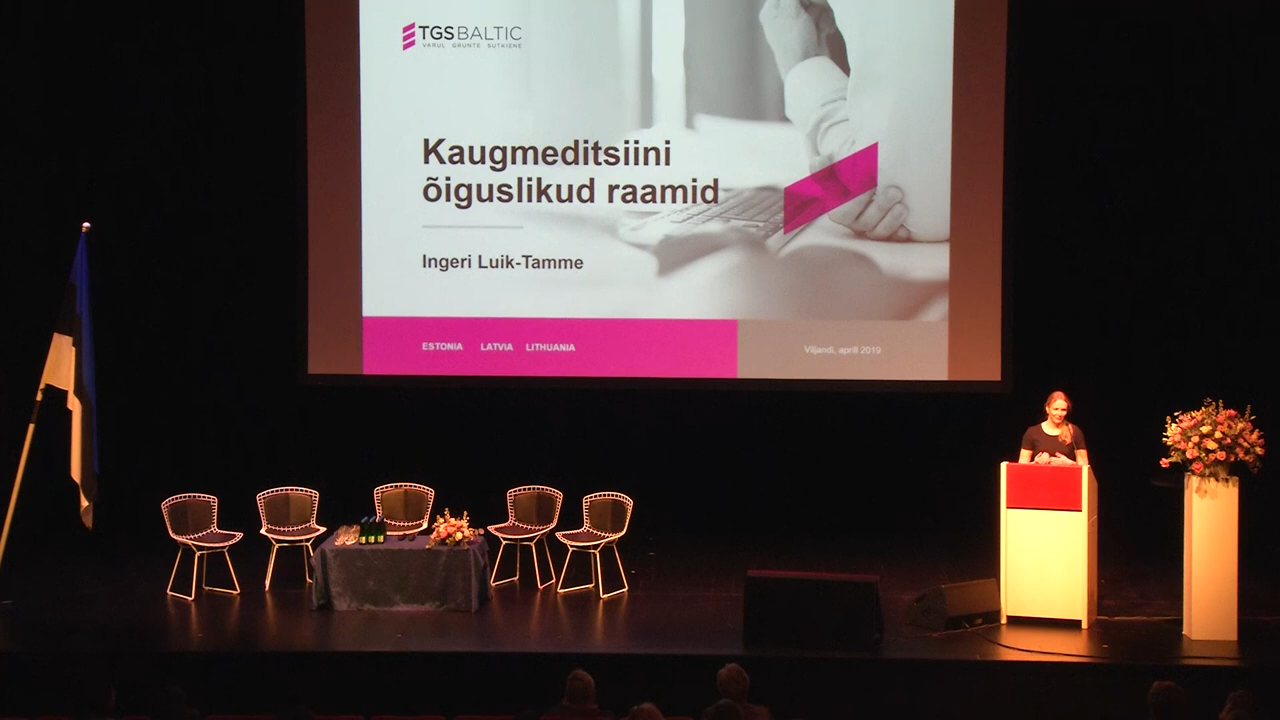 TGS BALTIC
VARUL GRUNTE SUTKIENE
Kaugmeditsiini
õiguslikud raamid
Ingeri Luik-Tamme
ESTONIA LATVIA LITHUANIA
Viljandi, aprill 2019